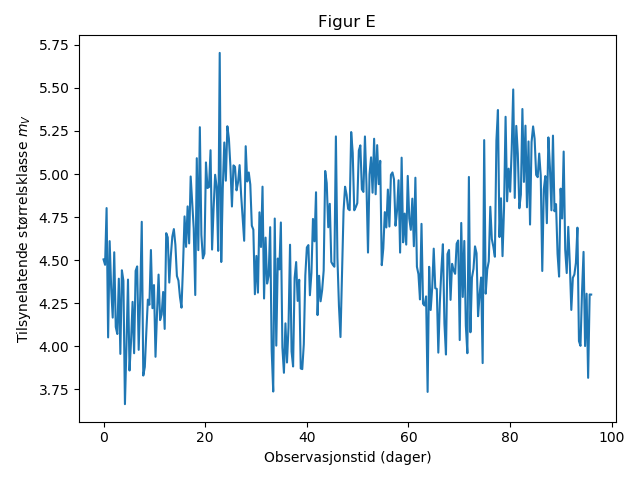 Figur E
Tilsynelatende størrelsesklasse m_V
5.75
5.50
5.25
5.00
4.75
4.50
4.25
4.00
3.75
0 20 40 60 80 100
Observasjonstid (dager)